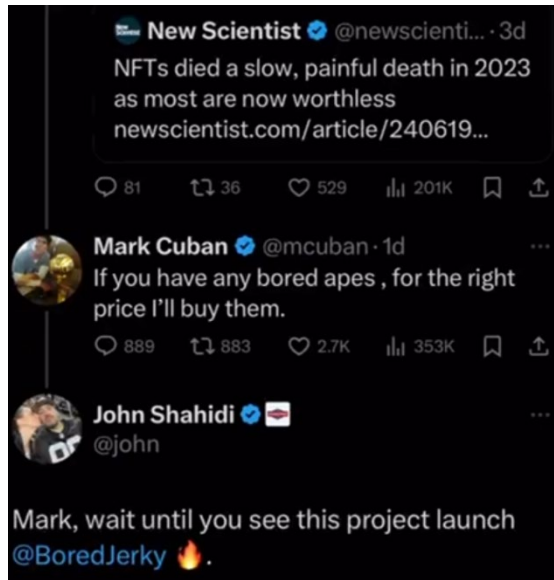 New Scientist @newscienti... · 3d
NFTs died a slow, painful death in 2023
as most are now worthless
newscientist.com/article/240619...
81 36 529 201K
Mark Cuban @mcuban · 1d
If you have any bored apes , for the right
price I'll buy them.
889 883 2.7K 353K
John Shahidi
@john
Mark, wait until you see this project launch
@BoredJerky 🔥.